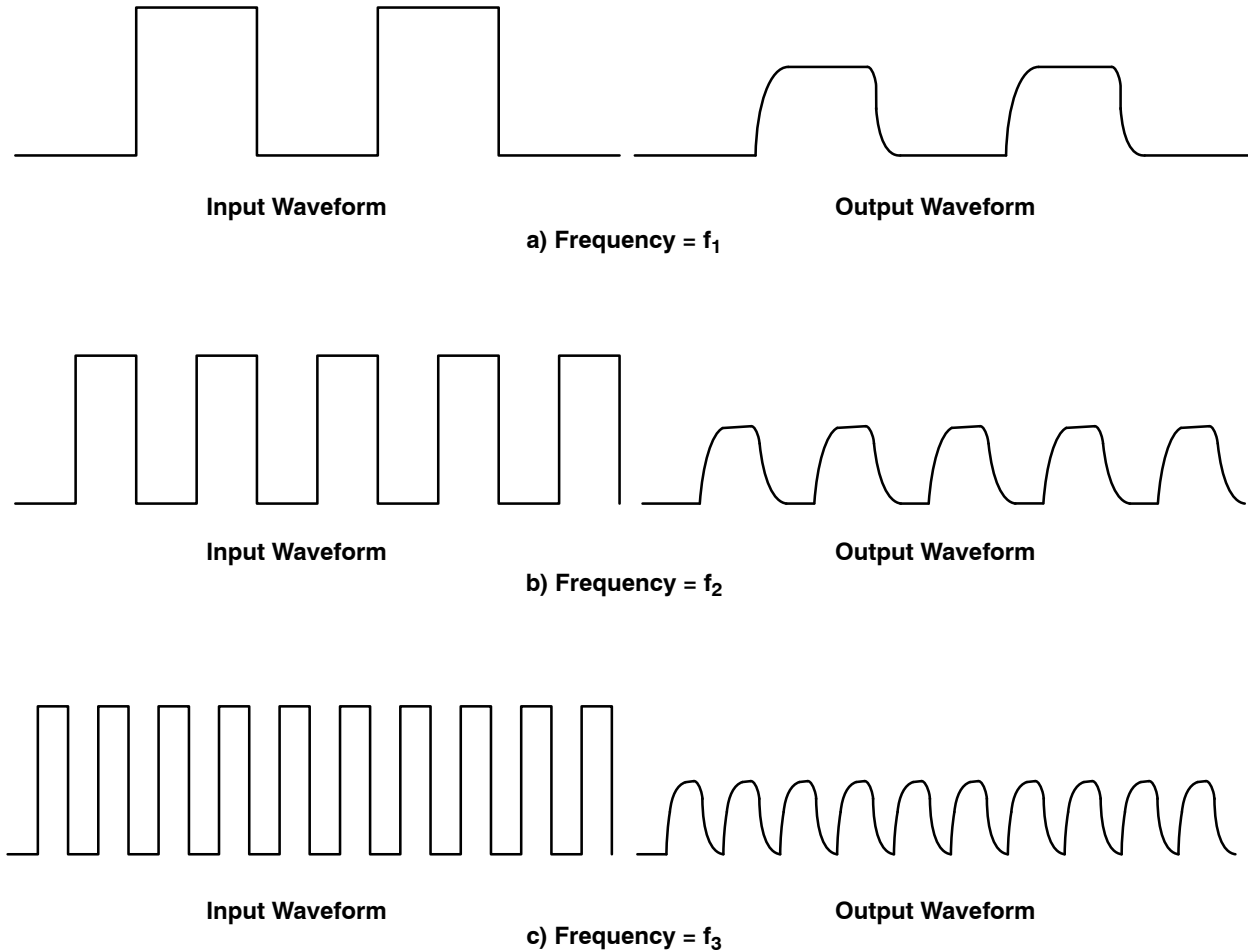 Input Waveform
Output Waveform
a) Frequency = f1
Input Waveform
Output Waveform
b) Frequency = f2
Input Waveform
Output Waveform
c) Frequency = f3